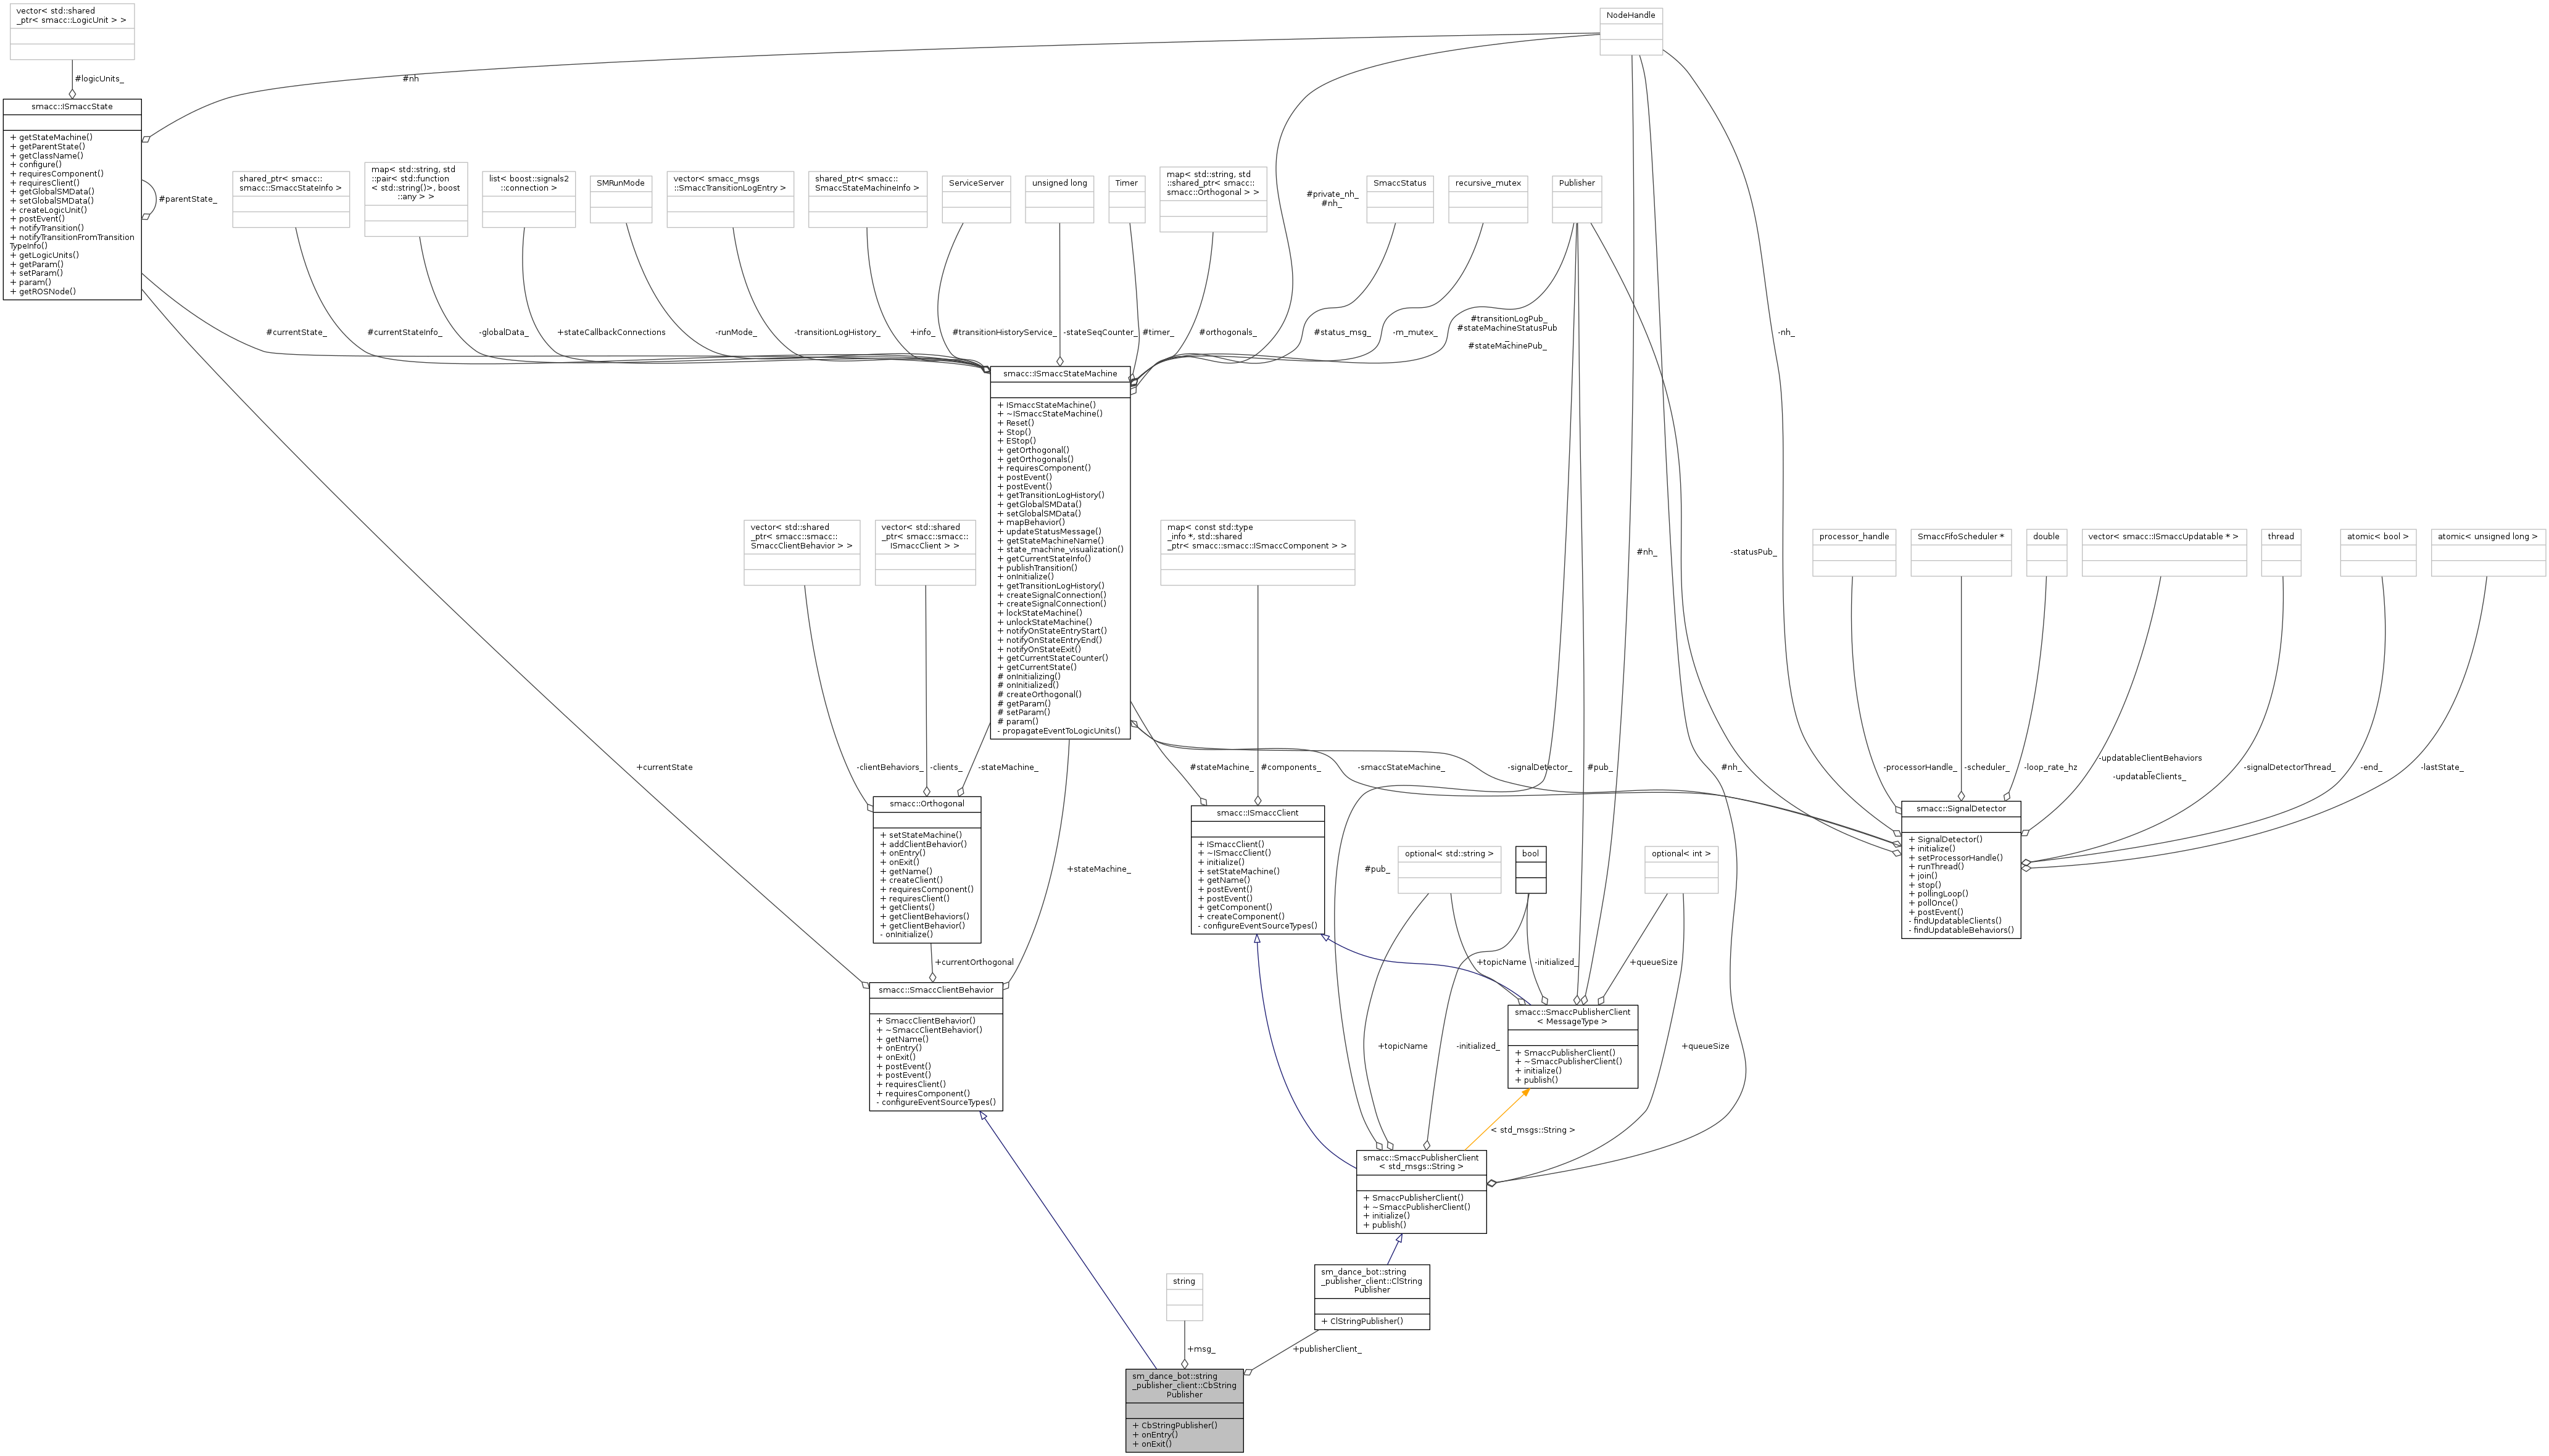 vector< std::shared
_ptr< smacc::LogicUnit > >
NodeHandle
#logicUnits_
#nh
smacc::ISmaccState
+ getStateMachine()
+ getParentState()
+ getClassName()
+ configure()
+ requiresComponent()
+ requiresClient()
+ getGlobalSMData()
+ setGlobalSMData()
+ createLogicUnit()
+ postEvent()
+ notifyTransition()
+ notifyTransitionFromTransition
TypeInfo()
+ getLogicUnits()
+ getParam()
+ setParam()
+ param()
+ getROSNode()
#parentState_
shared_ptr< smacc::
smacc::SmaccStateInfo >
map< std::string, std
::pair< std::function
< std::string()>, boost
::any > >
list< boost::signals2
::connection >
SMRunMode
vector< smacc_msgs
::SmaccTransitionLogEntry >
shared_ptr< smacc::
SmaccStateMachineInfo >
ServiceServer
unsigned long
Timer
map< std::string, std
::shared_ptr< smacc::
smacc::Orthogonal > >
#private_nh_
#nh_
SmaccStatus
recursive_mutex
Publisher
#currentState_
#currentStateInfo_
-globalData_
+stateCallbackConnections
-runMode_
-transitionLogHistory_
+info_
#transitionHistoryService_
-stateSeqCounter_
#timer_
#orthogonals_
#status_msg_
-m_mutex_
#transitionLogPub_
#stateMachineStatusPub
_
#stateMachinePub_
-nh_
smacc::ISmaccStateMachine
+ ISmaccStateMachine()
+ ~ISmaccStateMachine()
+ Reset()
+ Stop()
+ EStop()
+ getOrthogonal()
+ getOrthogonals()
+ requiresComponent()
+ postEvent()
+ postEvent()
+ getTransitionLogHistory()
+ getGlobalSMData()
+ setGlobalSMData()
+ mapBehavior()
+ updateStatusMessage()
+ getStateMachineName()
+ state_machine_visualization()
+ getCurrentStateInfo()
+ publishTransition()
+ onInitialize()
+ getTransitionLogHistory()
+ createSignalConnection()
+ createSignalConnection()
+ lockStateMachine()
+ unlockStateMachine()
+ notifyOnStateEntryStart()
+ notifyOnStateEntryEnd()
+ notifyOnStateExit()
+ getCurrentStateCounter()
+ getCurrentState()
# onInitializing()
# onInitialized()
# createOrthogonal()
# getParam()
# setParam()
# param()
- propagateEventToLogicUnits()
vector< std::shared
_ptr< smacc::smacc::
SmaccClientBehavior > >
vector< std::shared
_ptr< smacc::smacc::
ISmaccClient > >
map< const std::type
_info *, std::shared
_ptr< smacc::smacc::ISmaccComponent > >
#nh_
-statusPub_
processor_handle
SmaccFifoScheduler *
double
vector< smacc::ISmaccUpdatable * >
thread
atomic< bool >
atomic< unsigned long >
+currentState
-clientBehaviors_
-clients_
-stateMachine_
#stateMachine_
#components_
-smaccStateMachine_
-signalDetector_
#pub_
#nh_
-processorHandle_
-scheduler_
-loop_rate_hz
-updatableClientBehaviors
_
-updatableClients_
-signalDetectorThread_
-end_
-lastState_
smacc::Orthogonal
+ setStateMachine()
+ addClientBehavior()
+ onEntry()
+ onExit()
+ getName()
+ createClient()
+ requiresComponent()
+ requiresClient()
+ getClients()
+ getClientBehaviors()
+ getClientBehavior()
- onInitialize()
+stateMachine_
smacc::ISmaccClient
+ ISmaccClient()
+ ~ISmaccClient()
+ initialize()
+ setStateMachine()
+ getName()
+ postEvent()
+ postEvent()
+ getComponent()
+ createComponent()
- configureEventSourceTypes()
#pub_
optional< std::string >
bool
optional< int >
smacc::SignalDetector
+ SignalDetector()
+ initialize()
+ setProcessorHandle()
+ runThread()
+ join()
+ stop()
+ pollingLoop()
+ pollOnce()
+ postEvent()
- findUpdatableClients()
- findUpdatableBehaviors()
+currentOrthogonal
+topicName
-initialized_
+queueSize
smacc::SmaccClientBehavior
+ SmaccClientBehavior()
+ ~SmaccClientBehavior()
+ getName()
+ onEntry()
+ onExit()
+ postEvent()
+ postEvent()
+ requiresClient()
+ requiresComponent()
- configureEventSourceTypes()
smacc::SmaccPublisherClient
< MessageType >
+ SmaccPublisherClient()
+ ~SmaccPublisherClient()
+ initialize()
+ publish()
+topicName
-initialized_
+queueSize
< std_msgs::String >
smacc::SmaccPublisherClient
< std_msgs::String >
+ SmaccPublisherClient()
+ ~SmaccPublisherClient()
+ initialize()
+ publish()
string
sm_dance_bot::string
_publisher_client::ClString
Publisher
+ ClStringPublisher()
+msg_
+publisherClient_
sm_dance_bot::string
_publisher_client::CbString
Publisher
+ CbStringPublisher()
+ onEntry()
+ onExit()